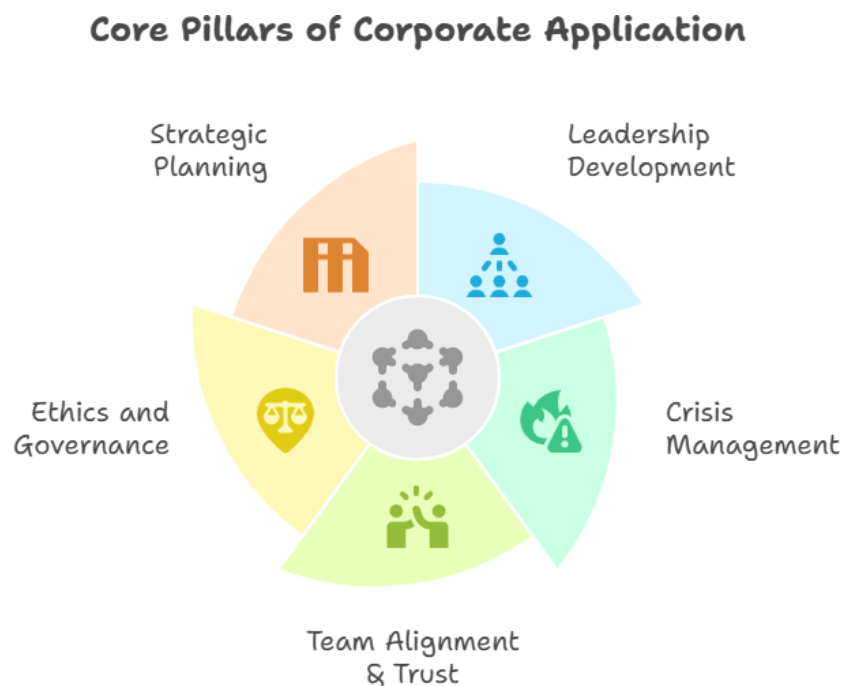 Core Pillars of Corporate Application
Strategic
Planning
Leadership
Development
Ethics and
Governance
Crisis
Management
Team Alignment
& Trust